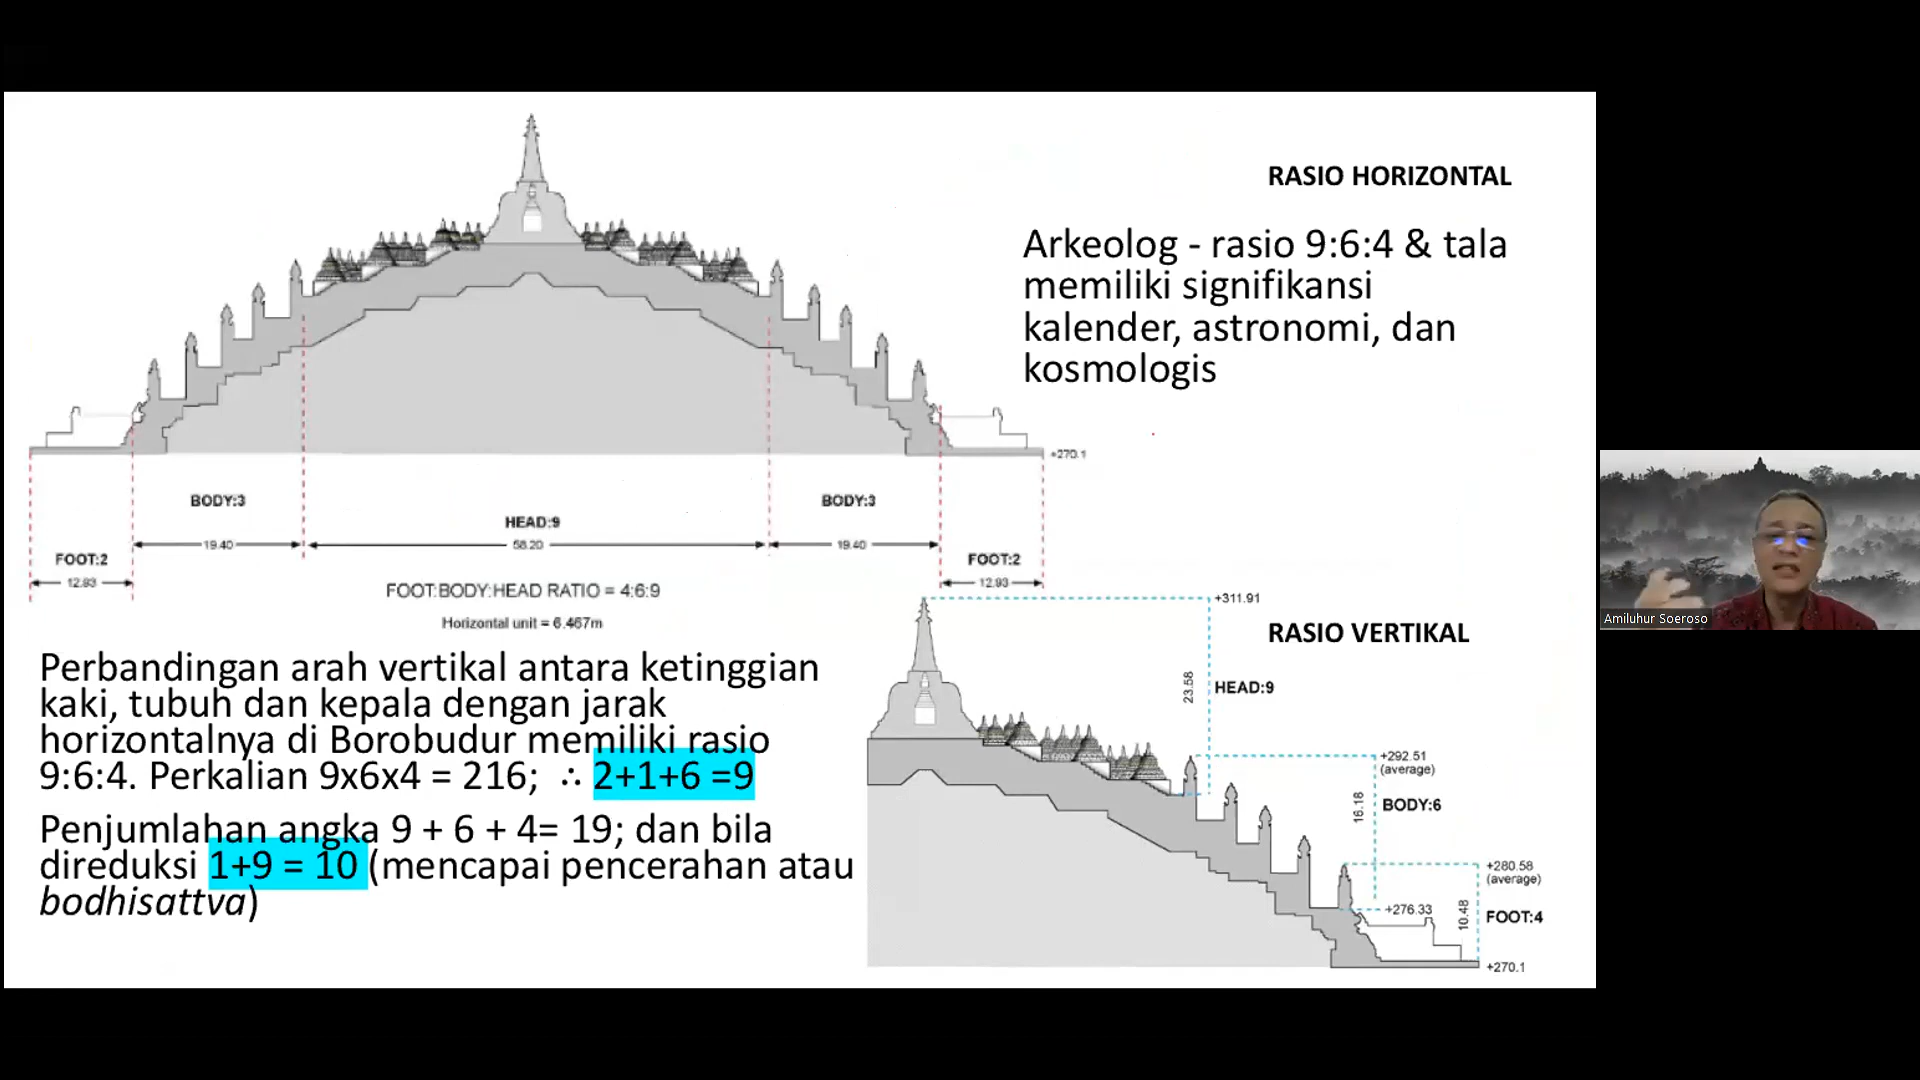 RASIO HORIZONTAL
Arkeolog - rasio 9:6:4 & tala
memiliki signifikansi
kalender, astronomi, dan
kosmologis
+270.1
BODY:3
BODY:3
HEAD:9
19.40
58.20
19.40
FOOT:2
FOOT:2
12.93
12.93
FOOT:BODY:HEAD RATIO = 4:6:9
Horizontal unit = 6.467m
Perbandingan arah vertikal antara ketinggian
kaki, tubuh dan kepala dengan jarak
horizontalnya di Borobudur memiliki rasio
9:6:4. Perkalian 9x6x4 = 216; ∴ 2+1+6 =9
Penjumlahan angka 9 + 6 + 4= 19; dan bila
direduksi 1+9 = 10 (mencapai pencerahan atau
bodhisattva)
RASIO VERTIKAL
+311.91
23.58
HEAD:9
+292.51
(average)
16.18
BODY:6
+280.58
(average)
+276.33
10.48
FOOT:4
+270.1
Amiluhur Soeroso